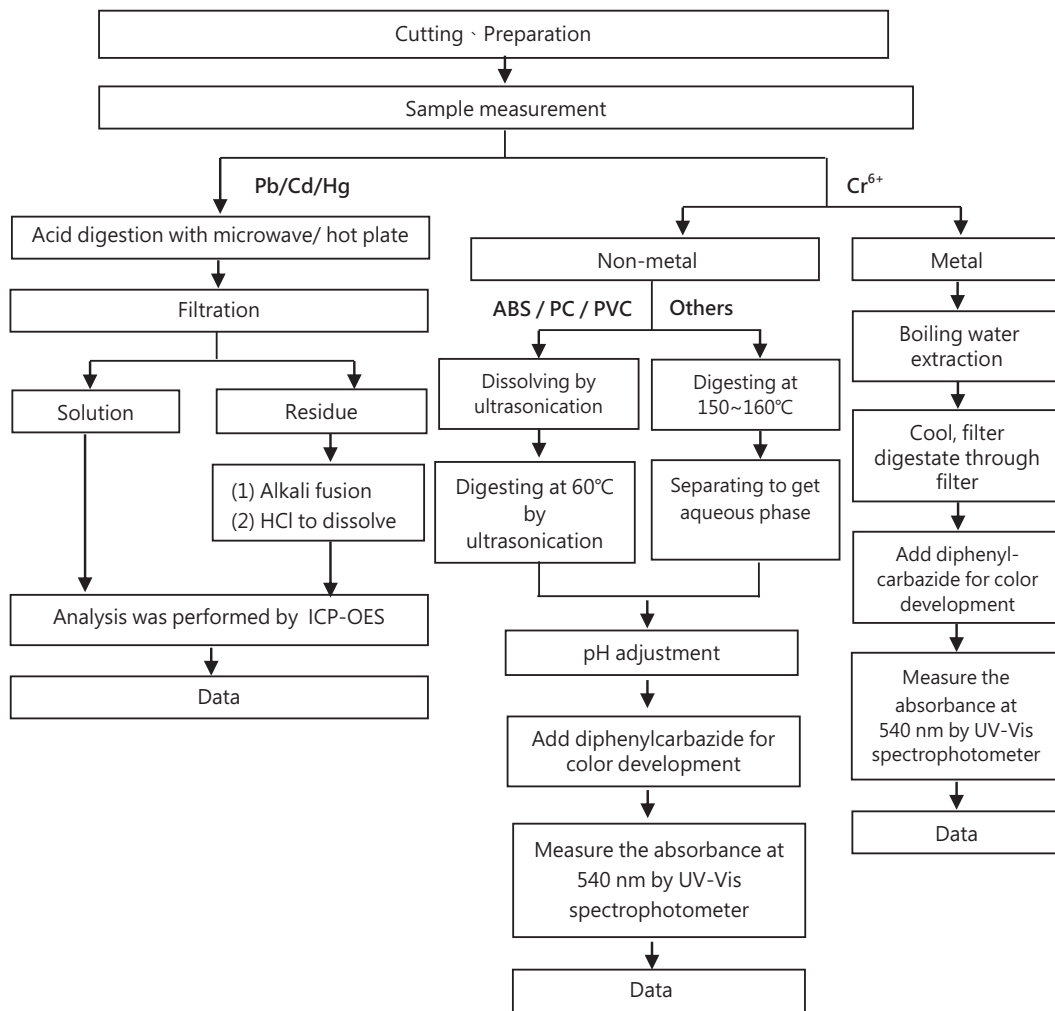 Cutting、Preparation
Sample measurement
Pb/Cd/Hg
Cr⁶⁺
Acid digestion with microwave/ hot plate
Filtration
Solution
Residue
(1) Alkali fusion
(2) HCl to dissolve
Analysis was performed by ICP-OES
Data
Non-metal
ABS / PC / PVC
Others
Dissolving by
ultrasonication
Digesting at 60℃
by
ultrasonication
Digesting at
150~160℃
Separating to get
aqueous phase
pH adjustment
Add diphenylcarbazide for
color development
Measure the absorbance at
540 nm by UV-Vis
spectrophotometer
Data
Metal
Boiling water
extraction
Cool, filter
digestate through
filter
Add diphenyl-
carbazide for color
development
Measure the
absorbance at
540 nm by UV-Vis
spectrophotometer
Data